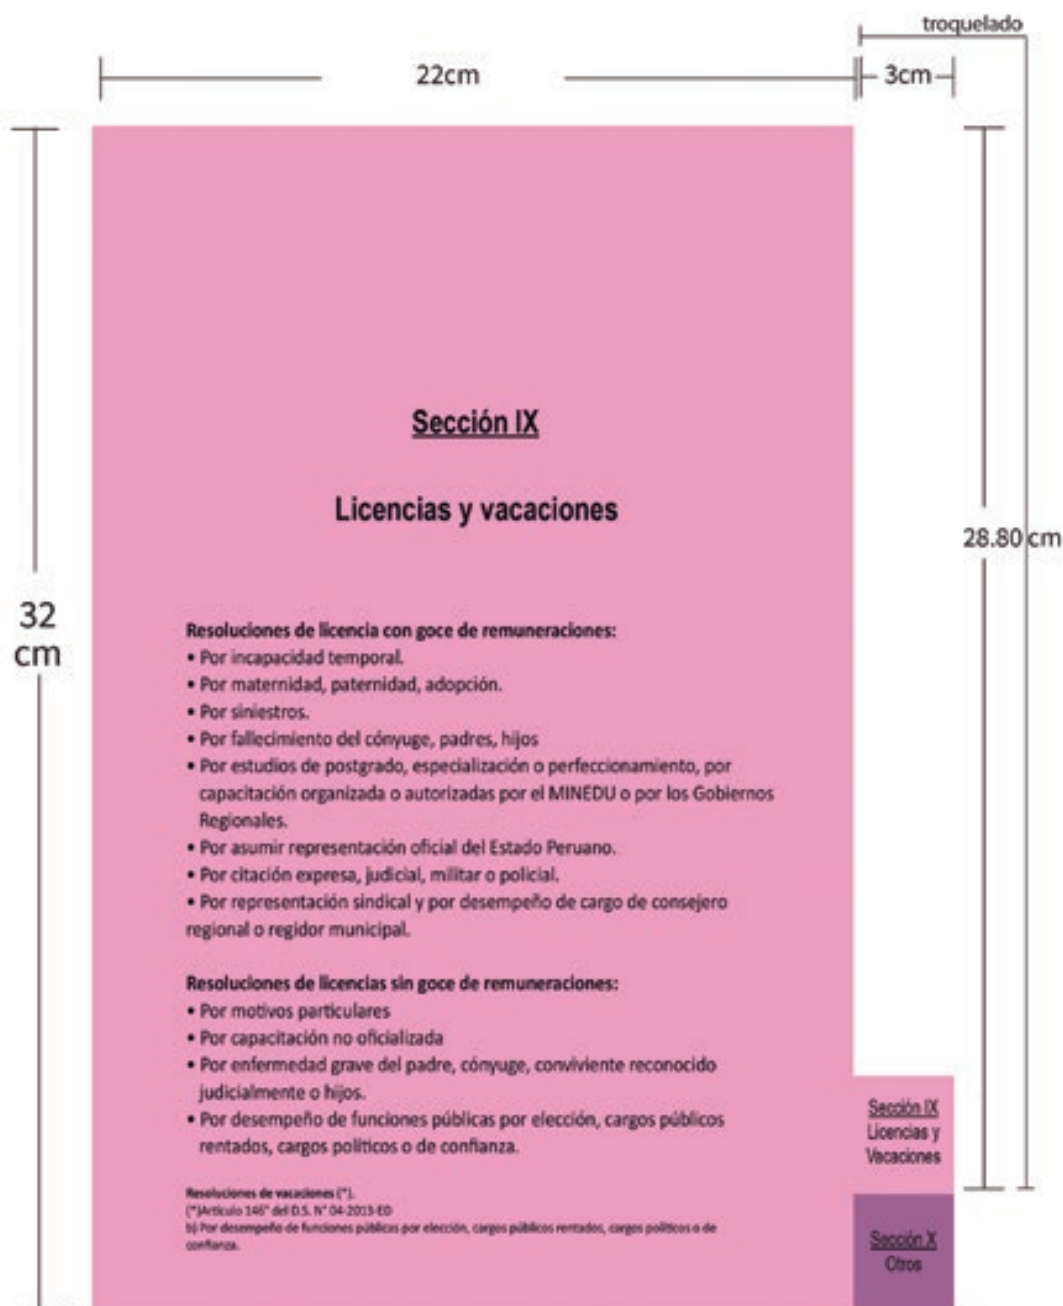 troquelado
22cm
3cm
Sección IX
Licencias y vacaciones
28.80 cm
32
cm
Resoluciones de licencia con goce de remuneraciones:
• Por incapacidad temporal.
• Por maternidad, paternidad, adopción.
• Por siniestros.
• Por fallecimiento del cónyuge, padres, hijos
• Por estudios de postgrado, especialización o perfeccionamiento, por
capacitación organizada o autorizadas por el MINEDU o por los Gobiernos
Regionales.
• Por asumir representación oficial del Estado Peruano.
• Por citación expresa, judicial, militar o policial.
• Por representación sindical y por desempeño de cargo de consejero
regional o regidor municipal.
Resoluciones de licencias sin goce de remuneraciones:
• Por motivos particulares
• Por capacitación no oficializada
• Por enfermedad grave del padre, cónyuge, conviviente reconocido
judicialmente o hijos.
• Por desempeño de funciones públicas por elección, cargos públicos
rentados, cargos políticos o de confianza.
Resoluciones de vacaciones (*).
(*)Artículo 146° del D.S. N° 04-2013-ED
b) Por desempeño de funciones públicas por elección, cargos públicos rentados, cargos políticos o de
confianza.
Sección IX
Licencias y
Vacaciones
Sección X
Otros